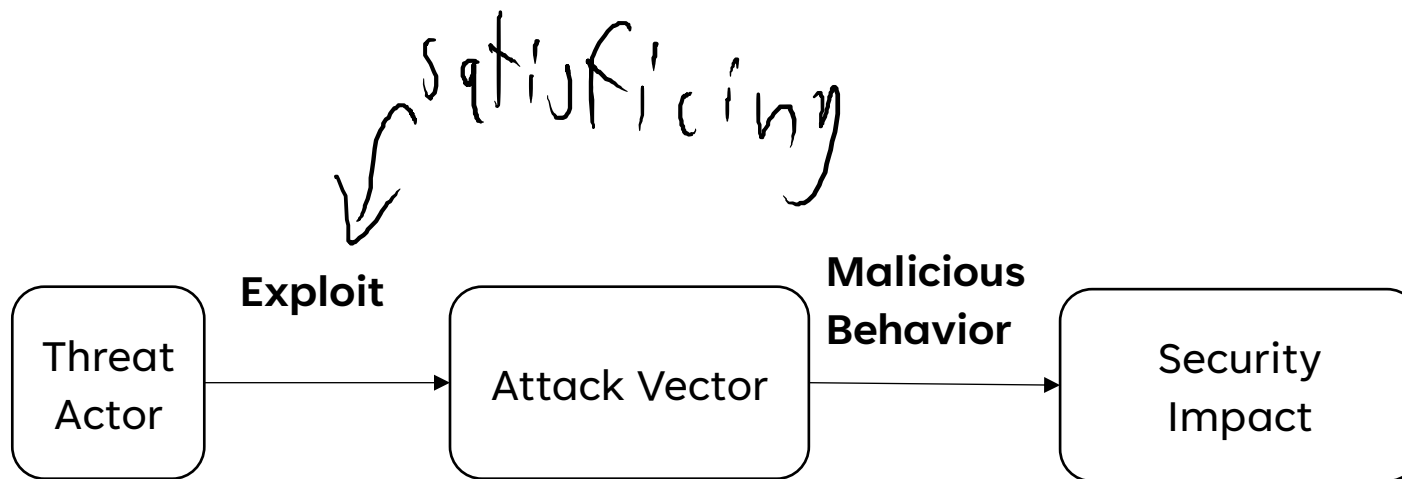 satisficing
Exploit
Malicious
Behavior
Threat
Actor
Attack Vector
Security
Impact